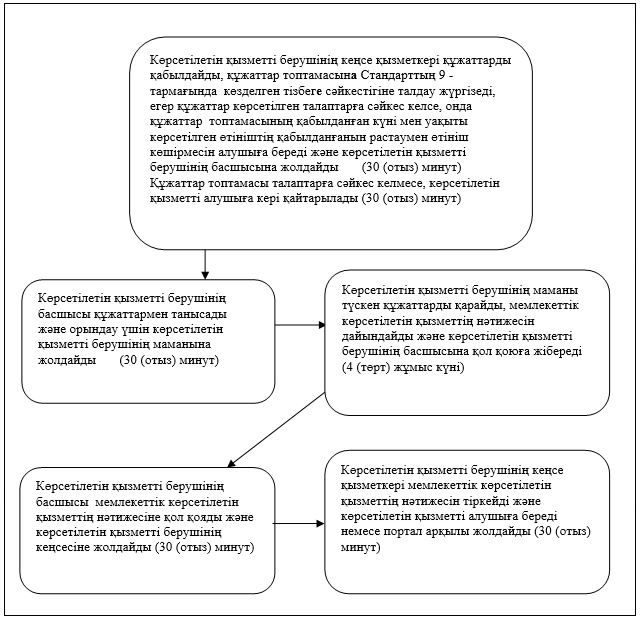 Көрсетілетін қызметті берушінің кеңсе қызметкері құжаттарды
қабылдайды, құжаттар топтамасына Стандарттың 9 -
тармағында көзделген тізбеге сәйкестігіне талдау жүргізеді,
егер құжаттар көрсетілген талаптарға сәйкес келсе, онда
құжаттар топтамасының қабылданған күні мен уақыты
көрсетілген өтініштің қабылданғанын растаумен өтініш
көшірмесін алушыға береді және көрсетілетін қызметті
берушінің басшысына жолдайды (30 (отыз) минут)
Құжаттар топтамасы талаптарға сәйкес келмесе, көрсетілетін
қызметті алушыға кері қайтарылады (30 (отыз) минут)
Көрсетілетін қызметті берушінің
басшысы құжаттармен танысады
және орындау үшін көрсетілетін
қызметті берушінің маманына
жолдайды (30 (отыз) минут)
Көрсетілетін қызметті берушінің маманы
түскен құжаттарды қарайды, мемлекеттік
көрсетілетін қызметтің нәтижесін
дайындайды және көрсетілетін қызметті
берушінің басшысына қол қоюға жібереді
(4 (төрт) жұмыс күні)
Көрсетілетін қызметті берушінің
басшысы мемлекеттік көрсетілетін
қызметтің нәтижесіне қол қояды және
көрсетілетін қызметті берушінің
кеңсесіне жолдайды (30 (отыз) минут)
Көрсетілетін қызметті берушінің кеңсе
қызметкері мемлекеттік көрсетілетін
қызметтің нәтижесін тіркейді және
көрсетілетін қызметті алушыға береді
немесе портал арқылы жолдайды (30 (отыз)
минут)